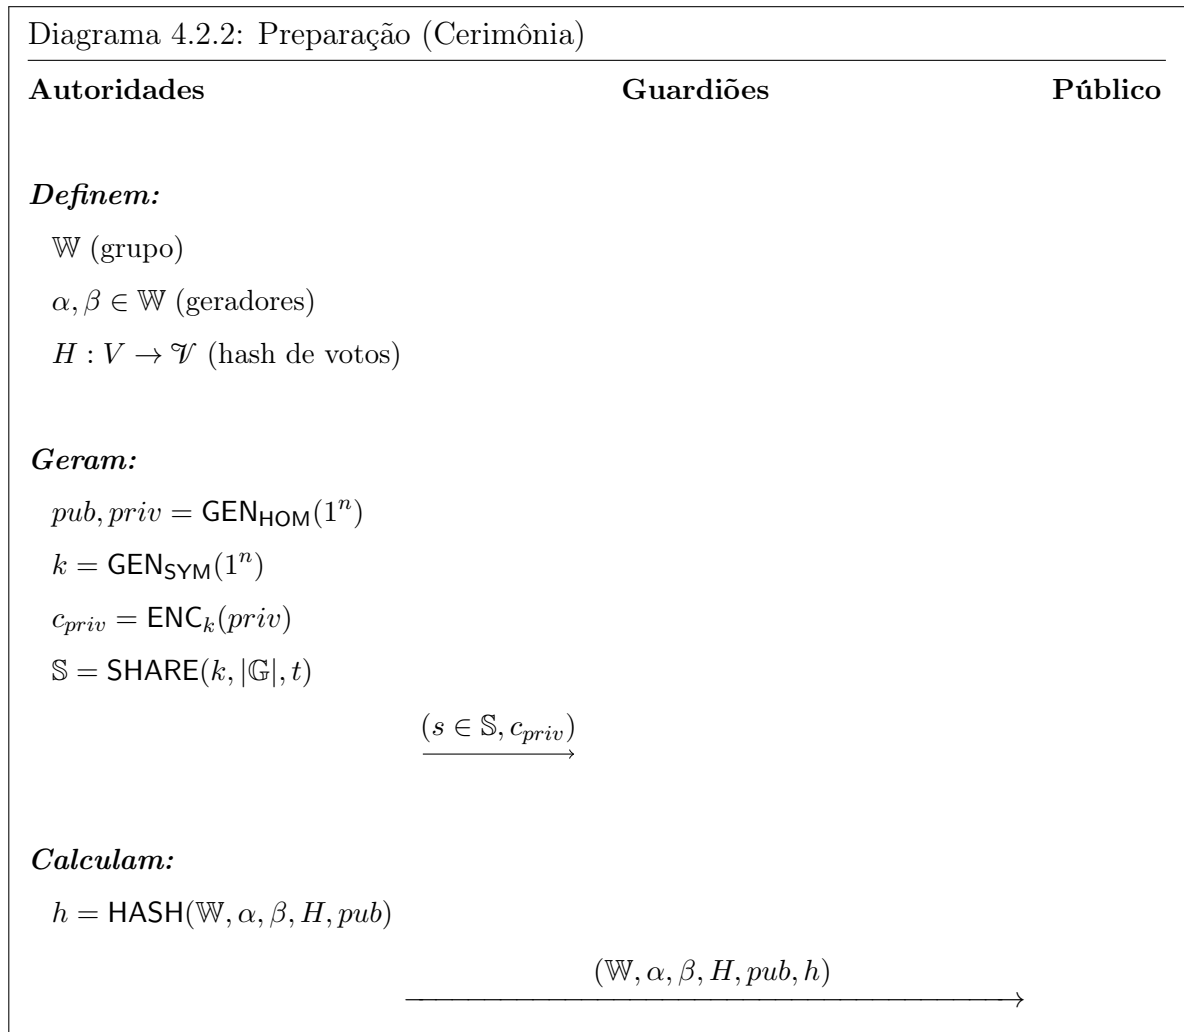 Diagrama 4.2.2: Preparação (Cerimônia)
Autoridades Guardiões Público
Definem:
𝕎 (grupo)
α, β ∈ 𝕎 (geradores)
H : V → 𝒱 (hash de votos)
Geram:
pub, priv = GEN_HOM(1^n)
k = GEN_SYM(1^n)
c_priv = ENC_k(priv)
𝕊 = SHARE(k, |𝔾|, t)
(s ∈ 𝕊, c_priv)
Calculam:
h = HASH(𝕎, α, β, H, pub)
(𝕎, α, β, H, pub, h)